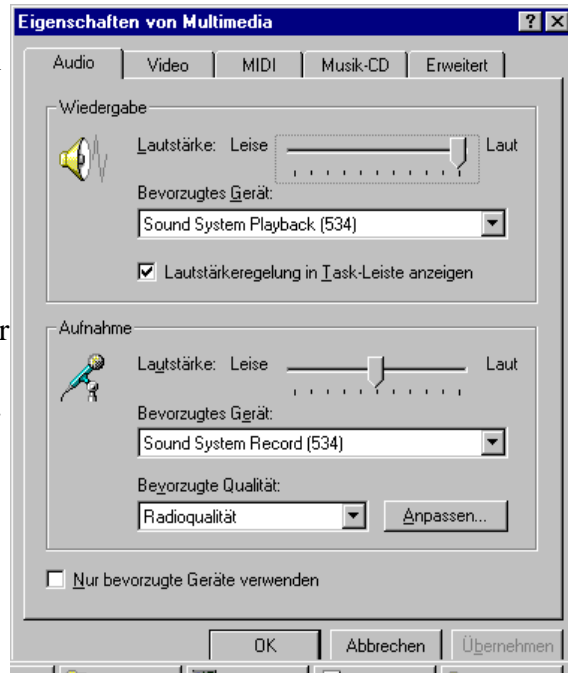 Eigenschaften von Multimedia
Audio Video MIDI Musik-CD Erweitert
Wiedergabe
Lautstärke: Leise Laut
Bevorzugtes Gerät:
Sound System Playback (534)
Lautstärkeregelung in Task-Leiste anzeigen
r
Aufnahme
Lautstärke: Leise Laut
Bevorzugtes Gerät:
Sound System Record (534)
Bevorzugte Qualität:
Radioqualität Anpassen...
Nur bevorzugte Geräte verwenden
OK Abbrechen Übernehmen